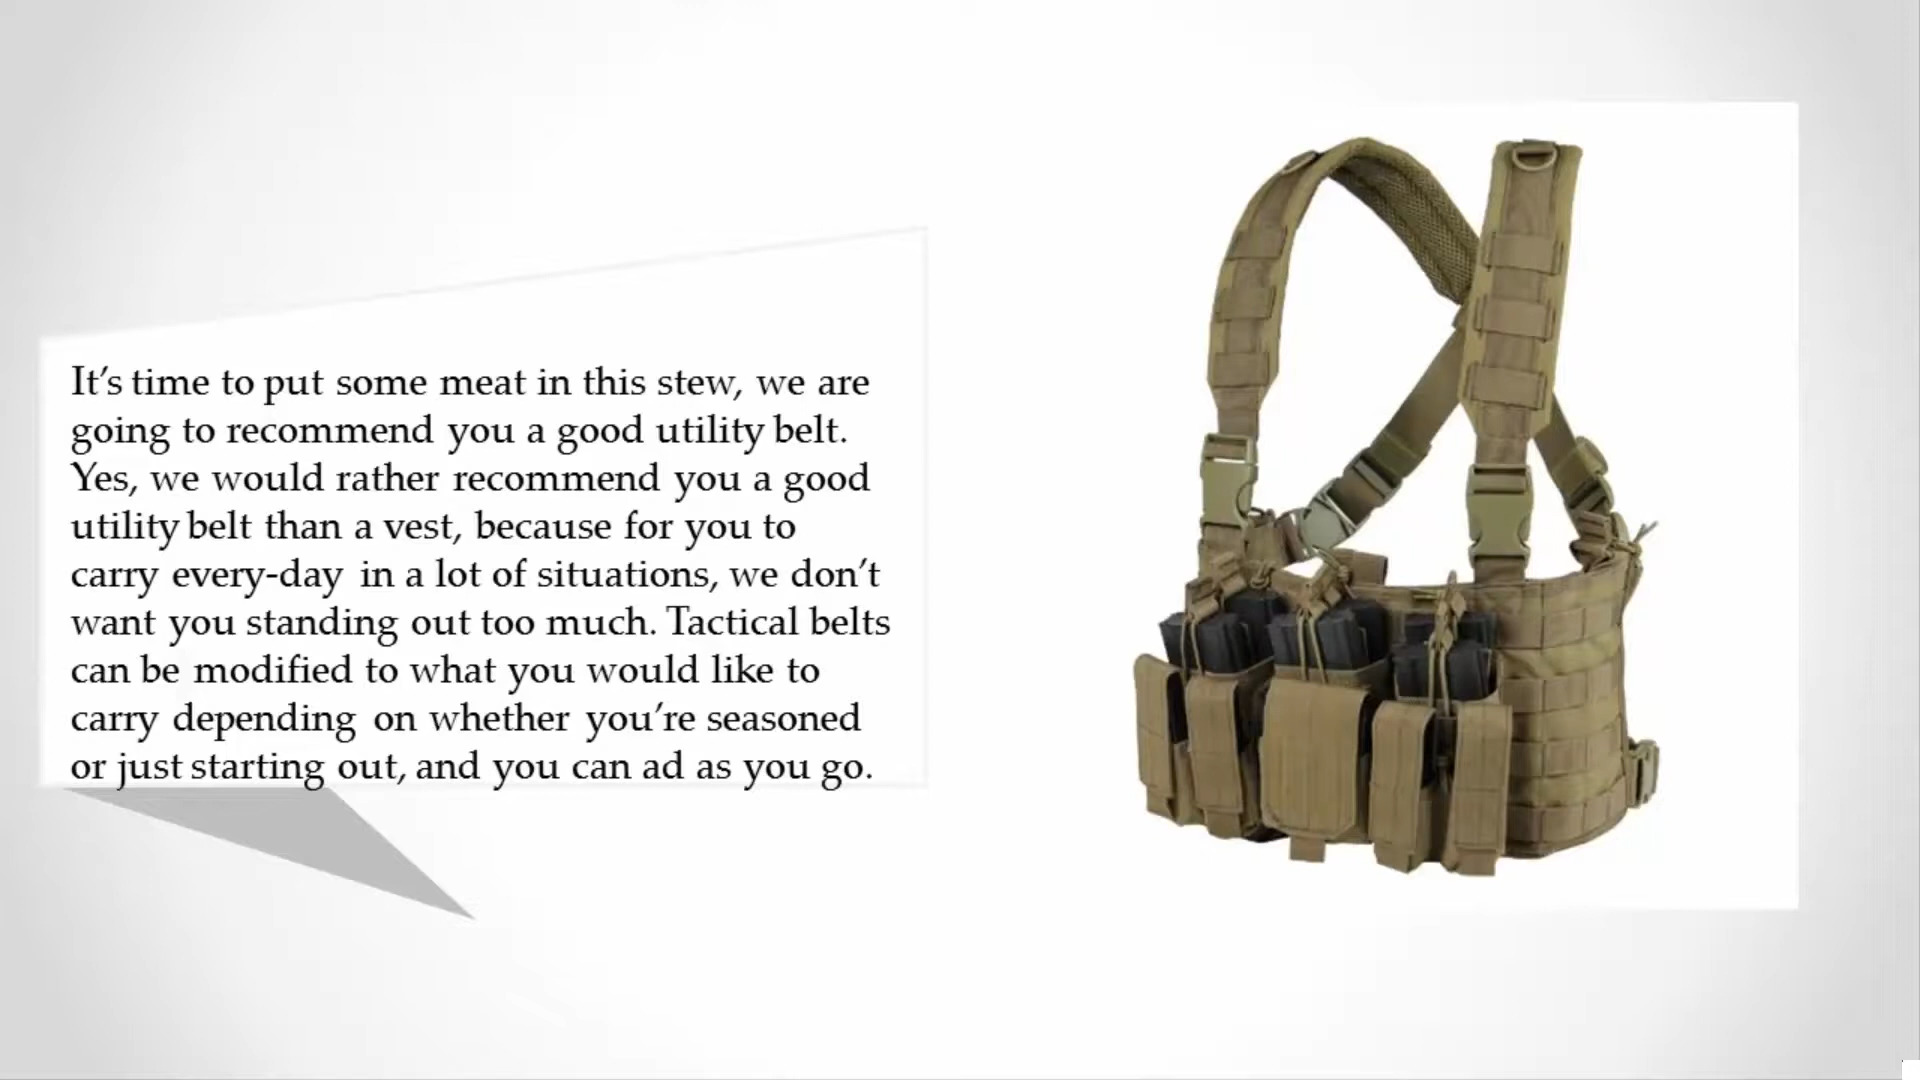 It's time to put some meat in this stew, we are
going to recommend you a good utility belt.
Yes, we would rather recommend you a good
utility belt than a vest, because for you to
carry every-day in a lot of situations, we don't
want you standing out too much. Tactical belts
can be modified to what you would like to
carry depending on whether you're seasoned
or just starting out, and you can ad as you go.